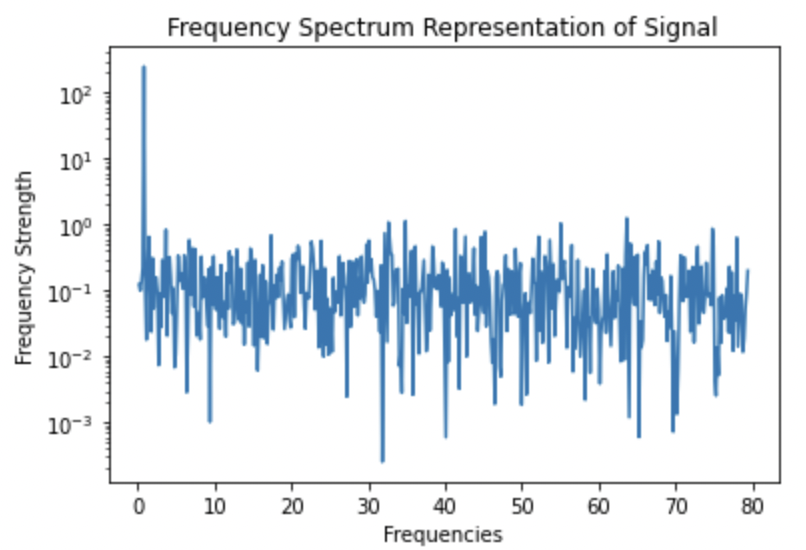 Frequency Spectrum Representation of Signal
Frequency Strength
10²
10¹
10⁰
10⁻¹
10⁻²
10⁻³
0 10 20 30 40 50 60 70 80
Frequencies